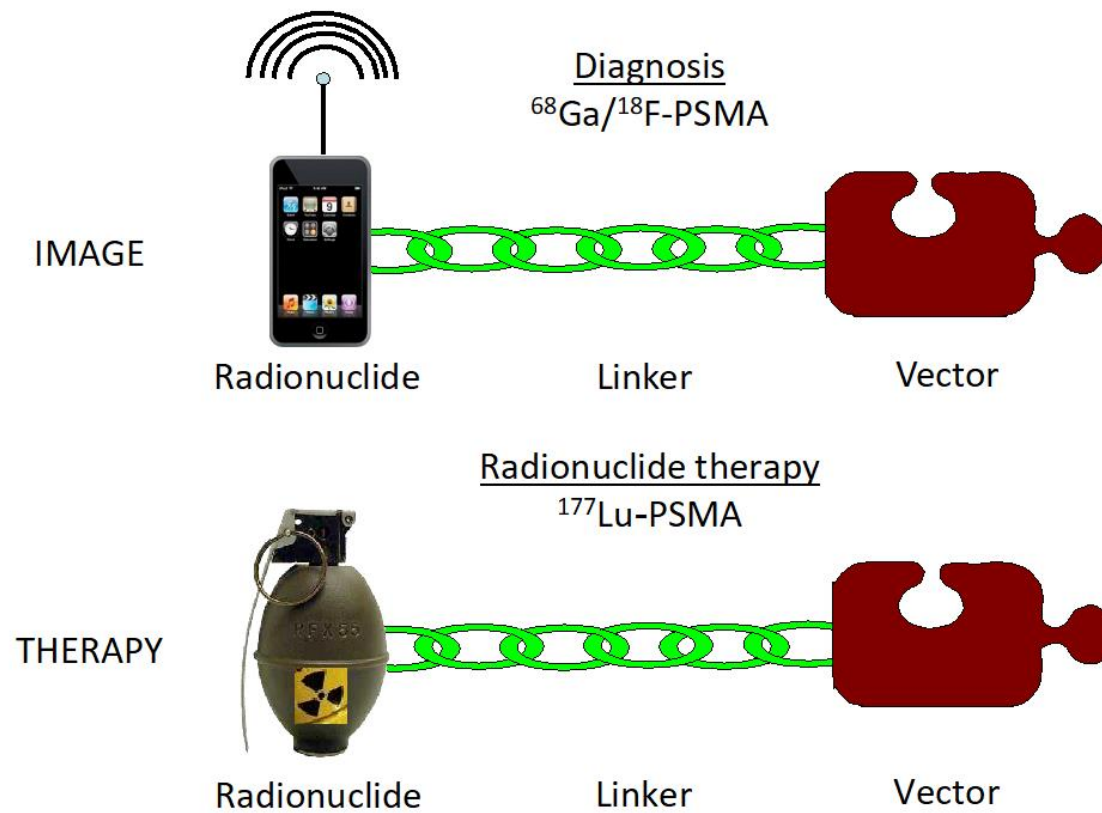 Diagnosis
⁶⁸Ga/¹⁸F-PSMA
IMAGE
Radionuclide
Linker
Vector
Radionuclide therapy
¹⁷⁷Lu-PSMA
THERAPY
Radionuclide
Linker
Vector